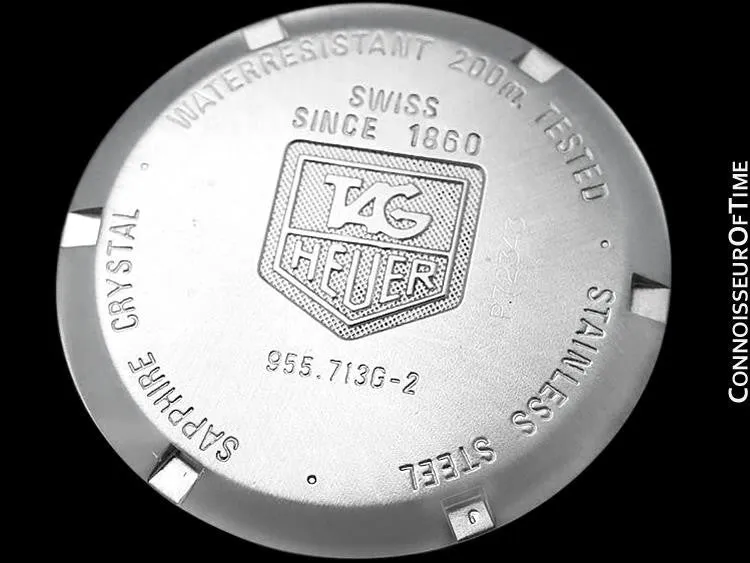 WATERRESISTANT 200m. TESTED
SWISS
SINCE 1860
TAG
HEUER
955.713G-2
STAINLESS STEEL
SAPPHIRE CRYSTAL
CONNOISSEUROFTIME